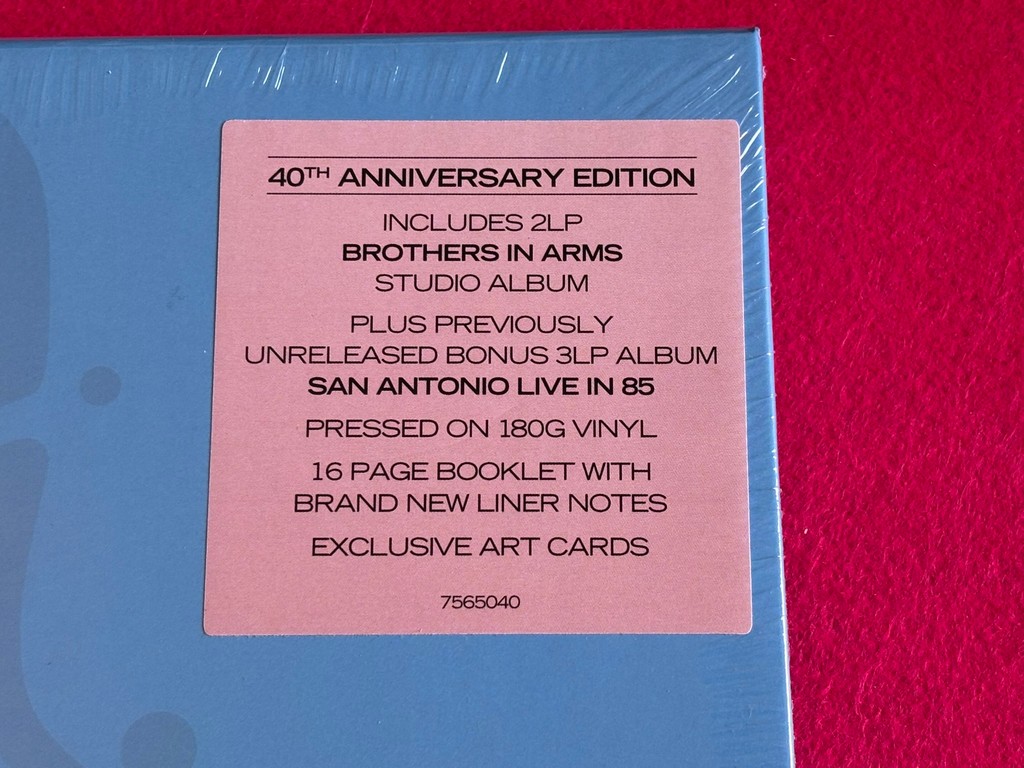 40TH ANNIVERSARY EDITION
INCLUDES 2LP
BROTHERS IN ARMS
STUDIO ALBUM
PLUS PREVIOUSLY
UNRELEASED BONUS 3LP ALBUM
SAN ANTONIO LIVE IN 85
PRESSED ON 180G VINYL
16 PAGE BOOKLET WITH
BRAND NEW LINER NOTES
EXCLUSIVE ART CARDS
7565040